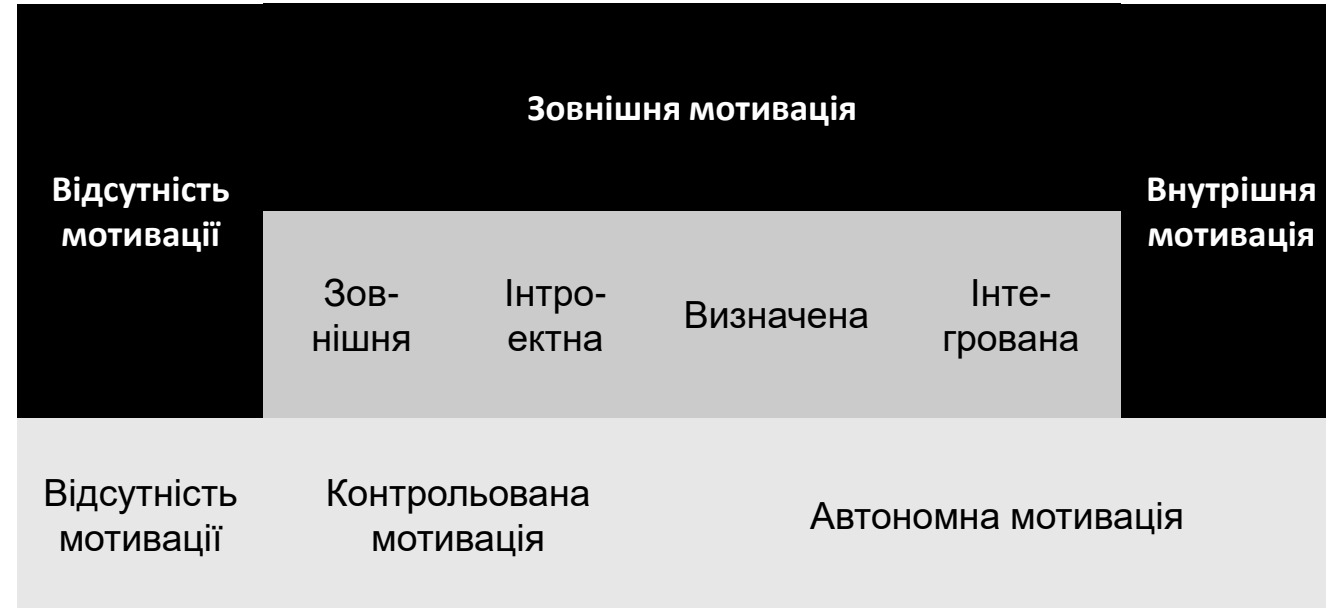 Зовнішня мотивація
Відсутність
мотивації
Внутрішня
мотивація
Зов-
нішня
Інтро-
ектна
Визначена
Інте-
грована
Відсутність
мотивації
Контрольована
мотивація
Автономна мотивація